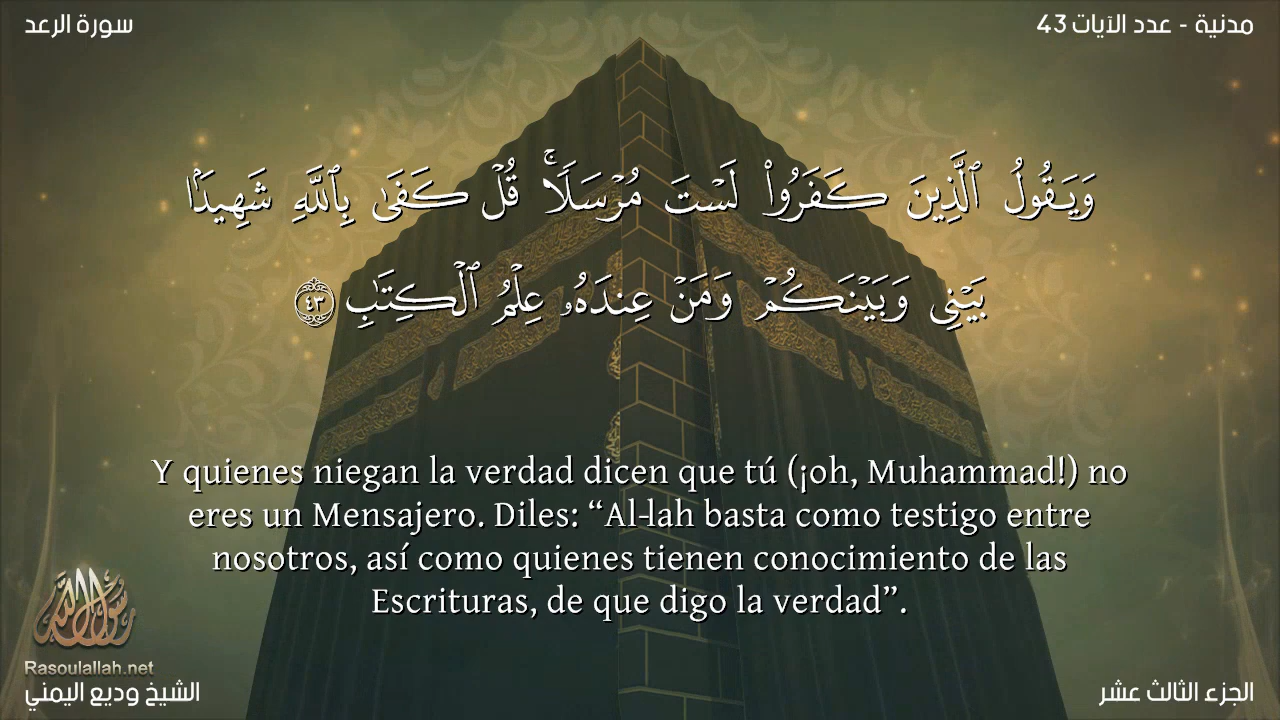 سورة الرعد
مدنية - عدد الآيات 43
وَيَقُولُ ٱلَّذِينَ كَفَرُوا۟ لَسْتَ مُرْسَلًۭا ۚ قُلْ كَفَىٰ بِٱللَّهِ شَهِيدًۢا
بَيْنِى وَبَيْنَكُمْ وَمَنْ عِندَهُۥ عِلْمُ ٱلْكِتَـٰبِ ٤٣
Y quienes niegan la verdad dicen que tú (¡oh, Muhammad!) no
eres un Mensajero. Diles: “Al-lah basta como testigo entre
nosotros, así como quienes tienen conocimiento de las
Escrituras, de que digo la verdad”.
رسول الله
Rasoulallah.net
الشيخ وديع اليمني
الجزء الثالث عشر